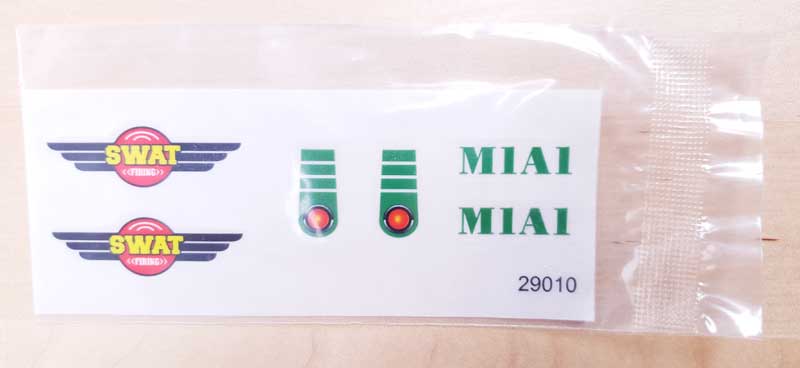 SWAT
<<FIRING>>
SWAT
<<FIRING>>
M1A1
M1A1
29010